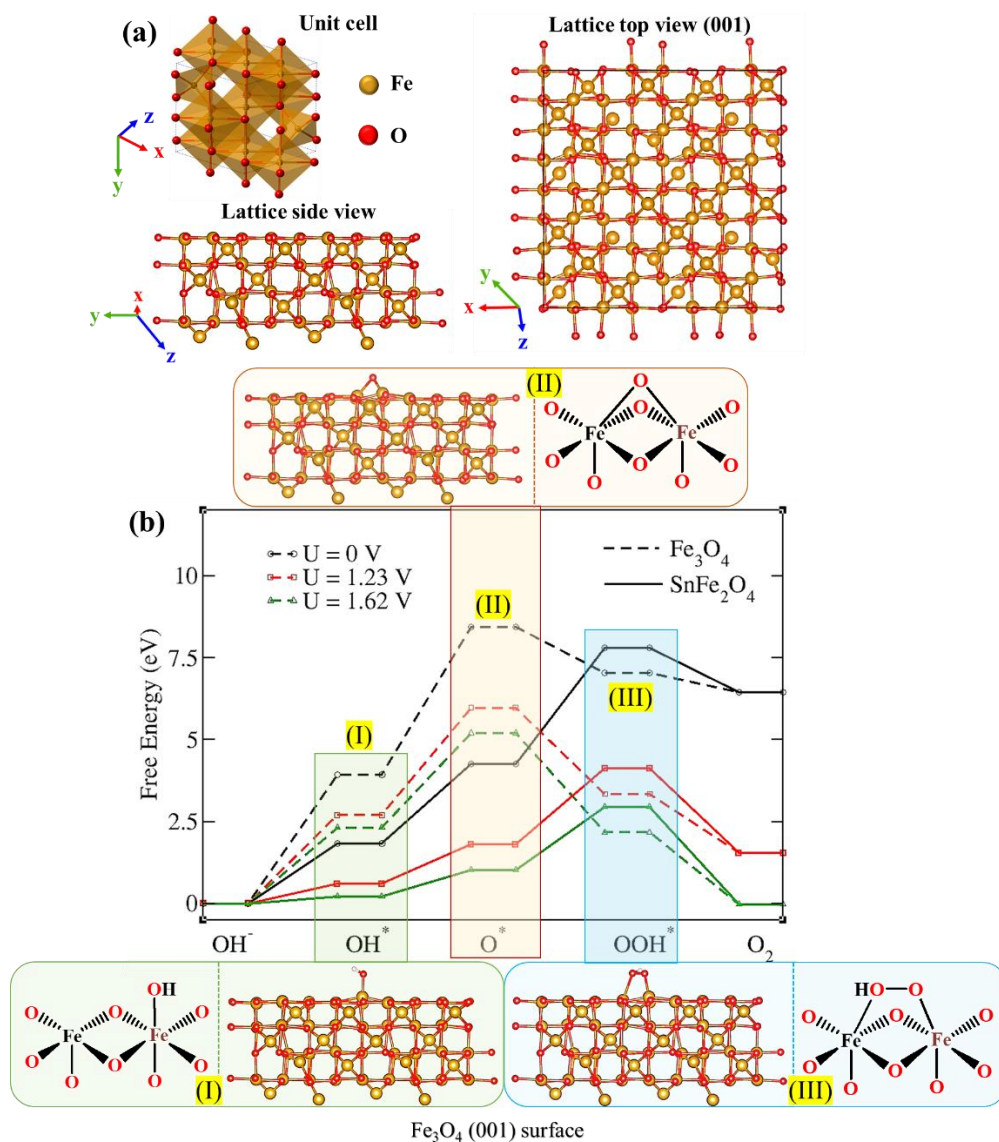 (a)
Unit cell
Fe
O
z
x
y
Lattice top view (001)
Lattice side view
x
y
z
y
x
z
(II)
O
O
O
O
Fe
Fe
O
O
O
O
O
(b)
U = 0 V
U = 1.23 V
U = 1.62 V
Fe3O4
SnFe2O4
(I)
(II)
(III)
Free Energy (eV)
10
7.5
5
2.5
0
OH-
OH*
O*
OOH*
O2
OH
O
O
O
Fe
Fe
O
O
O
O
O
(I)
HO
O
O
O
O
Fe
Fe
O
O
O
O
O
(III)
Fe3O4 (001) surface